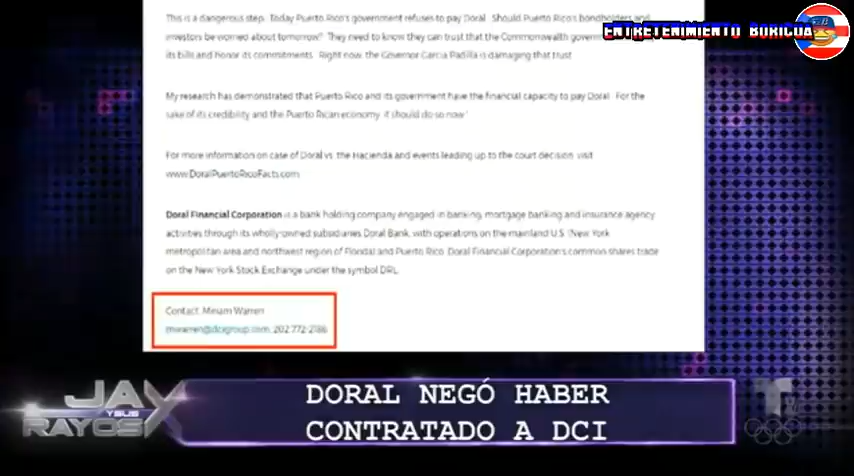 This is a dangerous step. Today Puerto Rico's government refuses to pay Doral. Should Puerto Rico's bondholders and
investors be worried about tomorrow? They need to know they can trust that the Commonwealth
its bills and honor its commitments. Right now, the Governor Garcia Padilla is damaging that trust.
ENTRETENIMIENTO BORICUA
My research has demonstrated that Puerto Rico and its government have the financial capacity to pay Doral. For the
sake of its credibility and the Puerto Rican economy, it should do so now."
For more information on case of Doral vs. the Hacienda and events leading up to the court decision, visit
www.DoralPuertoRicoFacts.com.
Doral Financial Corporation is a bank holding company engaged in banking, mortgage banking and insurance agency
activities through its wholly-owned subsidiaries Doral Bank, with operations on the mainland U.S. (New York
metropolitan area and northwest region of Florida) and Puerto Rico. Doral Financial Corporation's common shares trade
on the New York Stock Exchange under the symbol DRL.
Contact: Miriam Warren
mwarren@dcigroup.com, 202.772-2186
JAY
Y SUS
RAYOS X
DORAL NEGÓ HABER
CONTRATADO A DCI
T